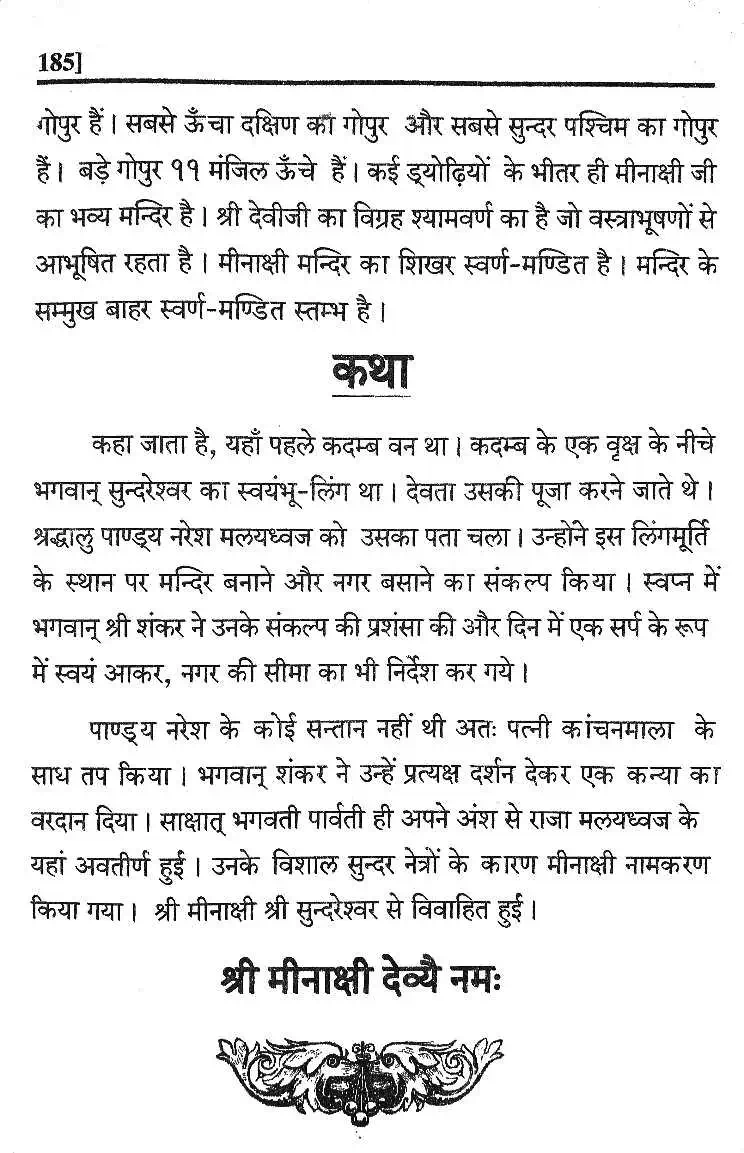 185]
गोपुर हैं। सबसे ऊँचा दक्षिण का गोपुर और सबसे सुन्दर पश्चिम का गोपुर
हैं। बड़े गोपुर ११ मंजिल ऊँचे हैं। कई ड्योढ़ियों के भीतर ही मीनाक्षी जी
का भव्य मन्दिर है। श्री देवीजी का विग्रह श्यामवर्ण का है जो वस्त्राभूषणों से
आभूषित रहता है। मीनाक्षी मन्दिर का शिखर स्वर्ण-मण्डित है। मन्दिर के
सम्मुख बाहर स्वर्ण-मण्डित स्तम्भ है।
कथा
कहा जाता है, यहाँ पहले कदम्ब वन था। कदम्ब के एक वृक्ष के नीचे
भगवान् सुन्दरेश्वर का स्वयंभू-लिंग था। देवता उसकी पूजा करने जाते थे।
श्रद्धालु पाण्ड्य नरेश मलयध्वज को उसका पता चला। उन्होंने इस लिंगमूर्ति
के स्थान पर मन्दिर बनाने और नगर बसाने का संकल्प किया। स्वप्न में
भगवान् श्री शंकर ने उनके संकल्प की प्रशंसा की और दिन में एक सर्प के रूप
में स्वयं आकर, नगर की सीमा का भी निर्देश कर गये।
पाण्ड्य नरेश के कोई सन्तान नहीं थी अतः पत्नी कांचनमाला के
साध तप किया। भगवान् शंकर ने उन्हें प्रत्यक्ष दर्शन देकर एक कन्या का
वरदान दिया। साक्षात् भगवती पार्वती ही अपने अंश से राजा मलयध्वज के
यहां अवतीर्ण हुई। उनके विशाल सुन्दर नेत्रों के कारण मीनाक्षी नामकरण
किया गया। श्री मीनाक्षी श्री सुन्दरेश्वर से विवाहित हुई।
श्री मीनाक्षी देव्यै नमः